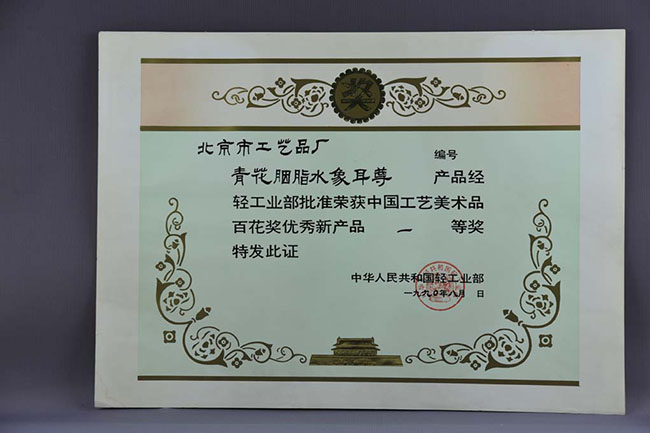 奖
北京市工艺品厂 编号
青花胭脂水象耳尊 产品经
轻工业部批准荣获中国工艺美术品
百花奖优秀新产品 二 等奖
特发此证
中华人民共和国轻工业部
一九九〇年八月 日